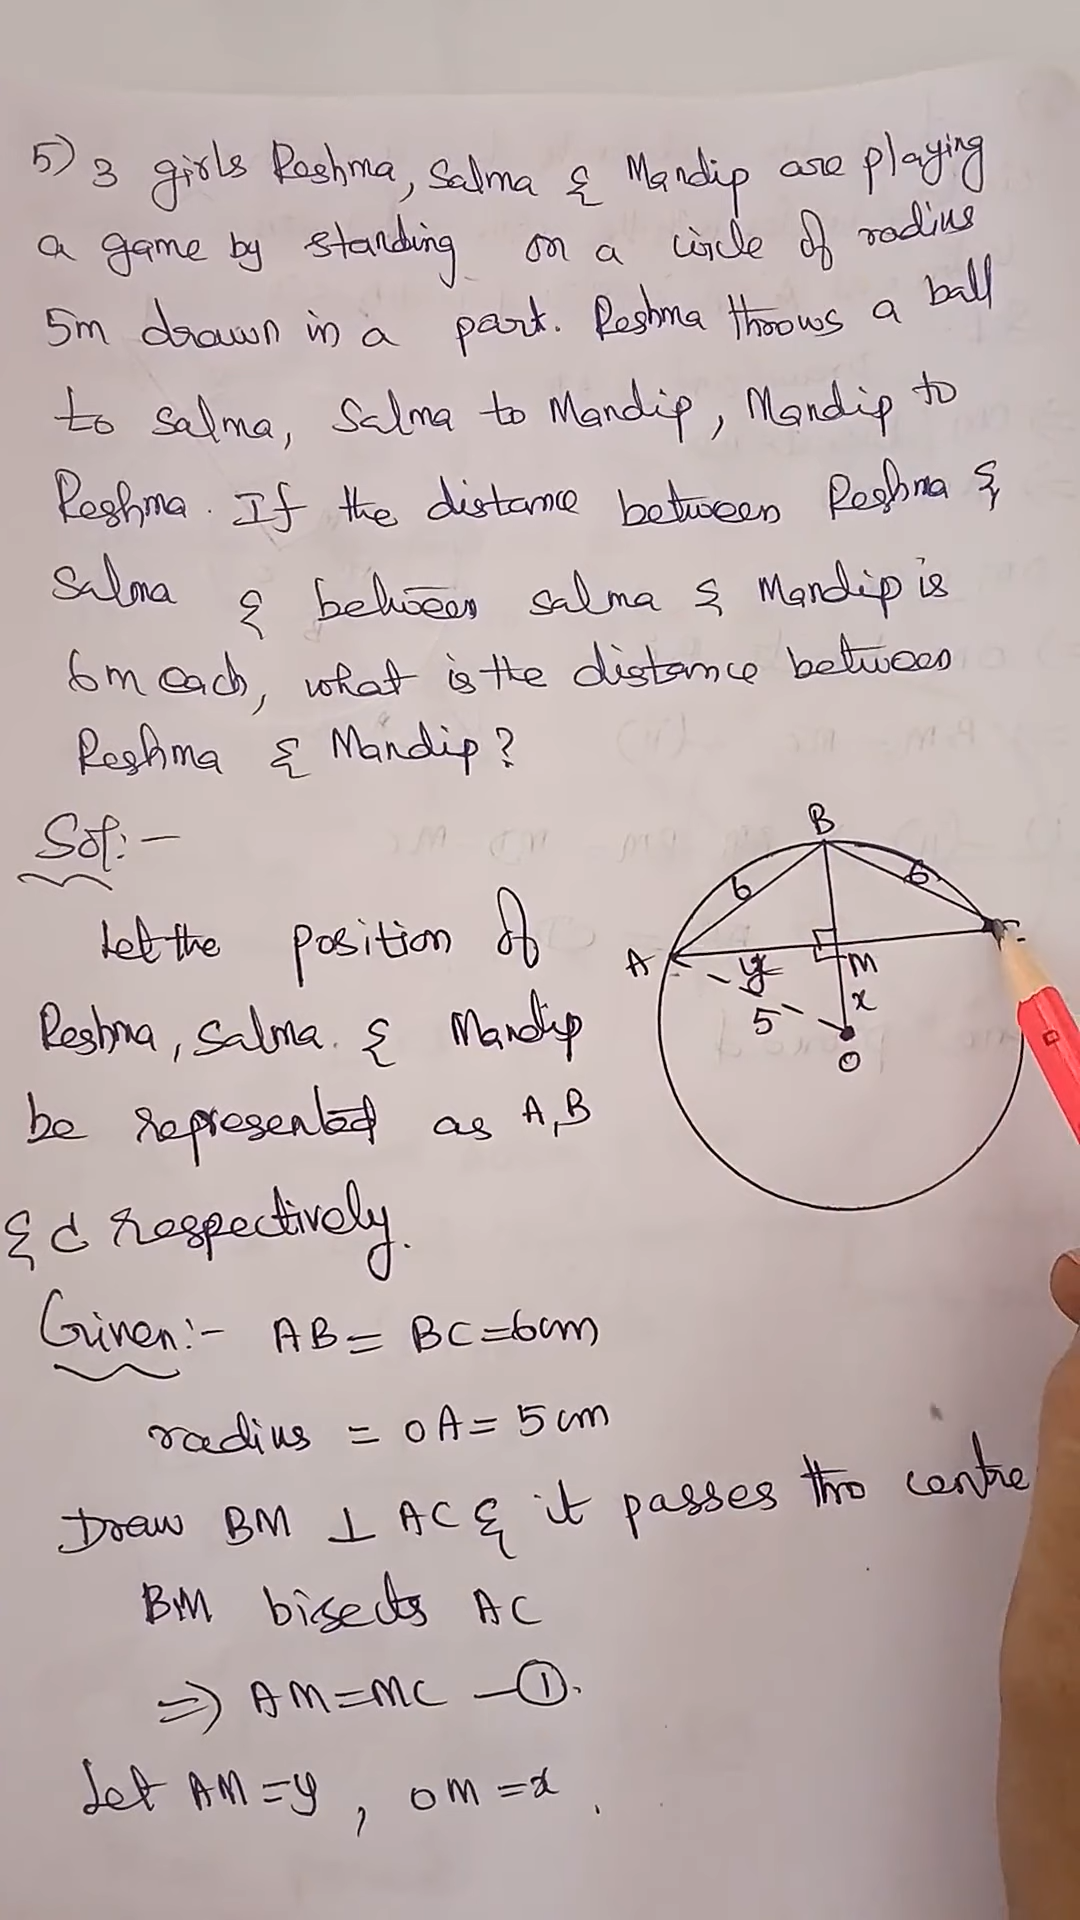 5) 3 girls Reshma, Salma & Mandip are playing
a game by standing on a circle of radius
5m drawn in a part. Reshma throws a ball
to salma, Salma to Mandip, Mandip to
Reshma. If the distance between Reshma &
Salma & between salma & Mandip is
6m each, what is the distance between
Reshma & Mandip?
Sol:-
Let the position of
Reshma, Salma. & Mandip
be represented as A,B
& C respectively.
B
6
6
A
y
M
x
5
O
Given:- AB = BC = 6cm
radius = OA = 5cm
Draw BM ⊥ AC & it passes thro centre
BM bisects AC
⇒ AM = MC — ①.
Let AM = y, OM = x.